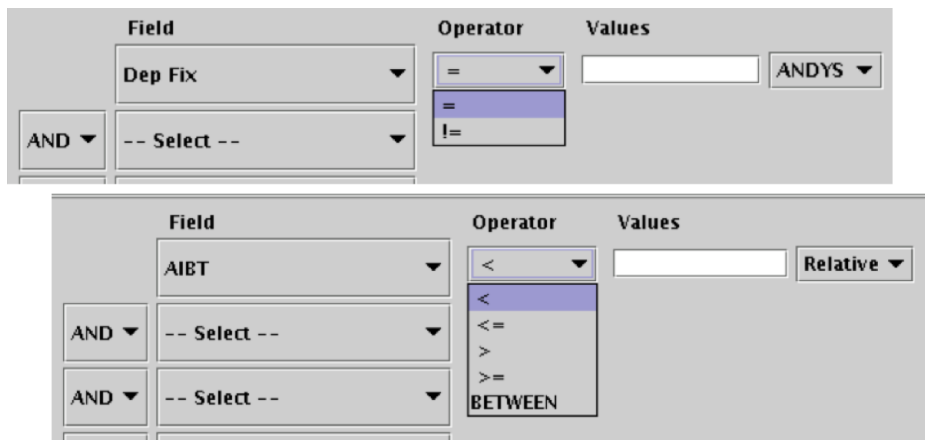 Field Operator Values
Dep Fix = ANDYS
=
!=
AND -- Select --
Field Operator Values
AIBT < Relative
<
<=
>
>=
BETWEEN
AND -- Select --
AND -- Select --